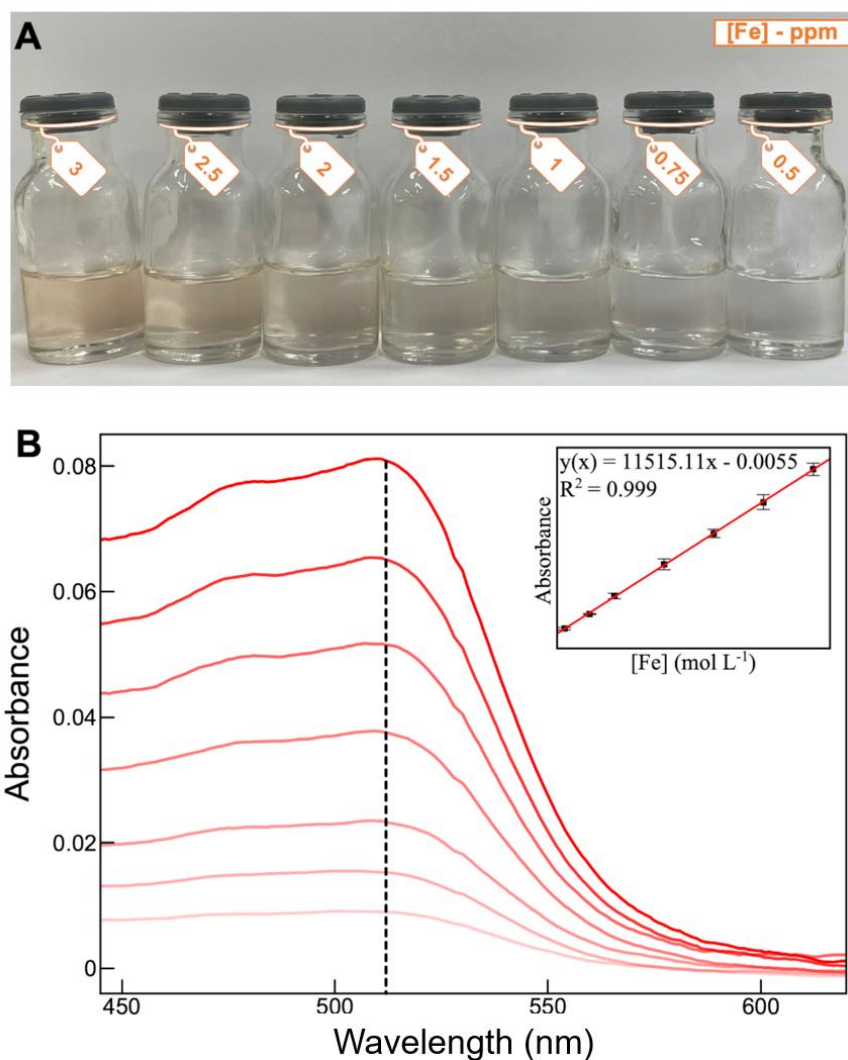 A
[Fe] - ppm
3
2.5
2
1.5
1
0.75
0.5
B
y(x) = 11515.11x - 0.0055
R² = 0.999
Absorbance
[Fe] (mol L⁻¹)
0.08
0.06
0.04
0.02
0
Absorbance
450
500
550
600
Wavelength (nm)